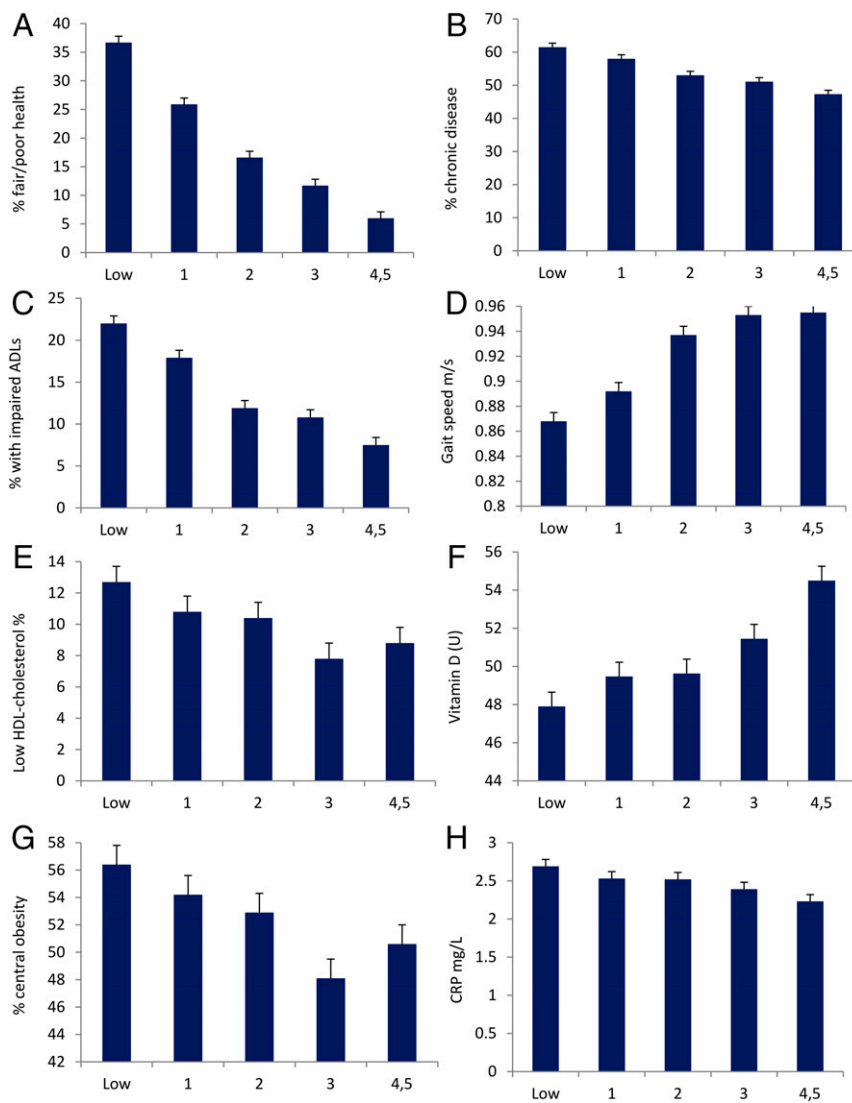 A
% fair/poor health
40
35
30
25
20
15
10
5
0
Low 1 2 3 4,5
B
% chronic disease
70
60
50
40
30
20
10
0
Low 1 2 3 4,5
C
% with impaired ADLs
25
20
15
10
5
0
Low 1 2 3 4,5
D
Gait speed m/s
0.96
0.94
0.92
0.9
0.88
0.86
0.84
0.82
0.8
Low 1 2 3 4,5
E
Low HDL-cholesterol %
14
12
10
8
6
4
2
0
Low 1 2 3 4,5
F
Vitamin D (U)
56
54
52
50
48
46
44
Low 1 2 3 4,5
G
% central obesity
58
56
54
52
50
48
46
44
42
Low 1 2 3 4,5
H
CRP mg/L
3
2.5
2
1.5
1
0.5
0
Low 1 2 3 4,5